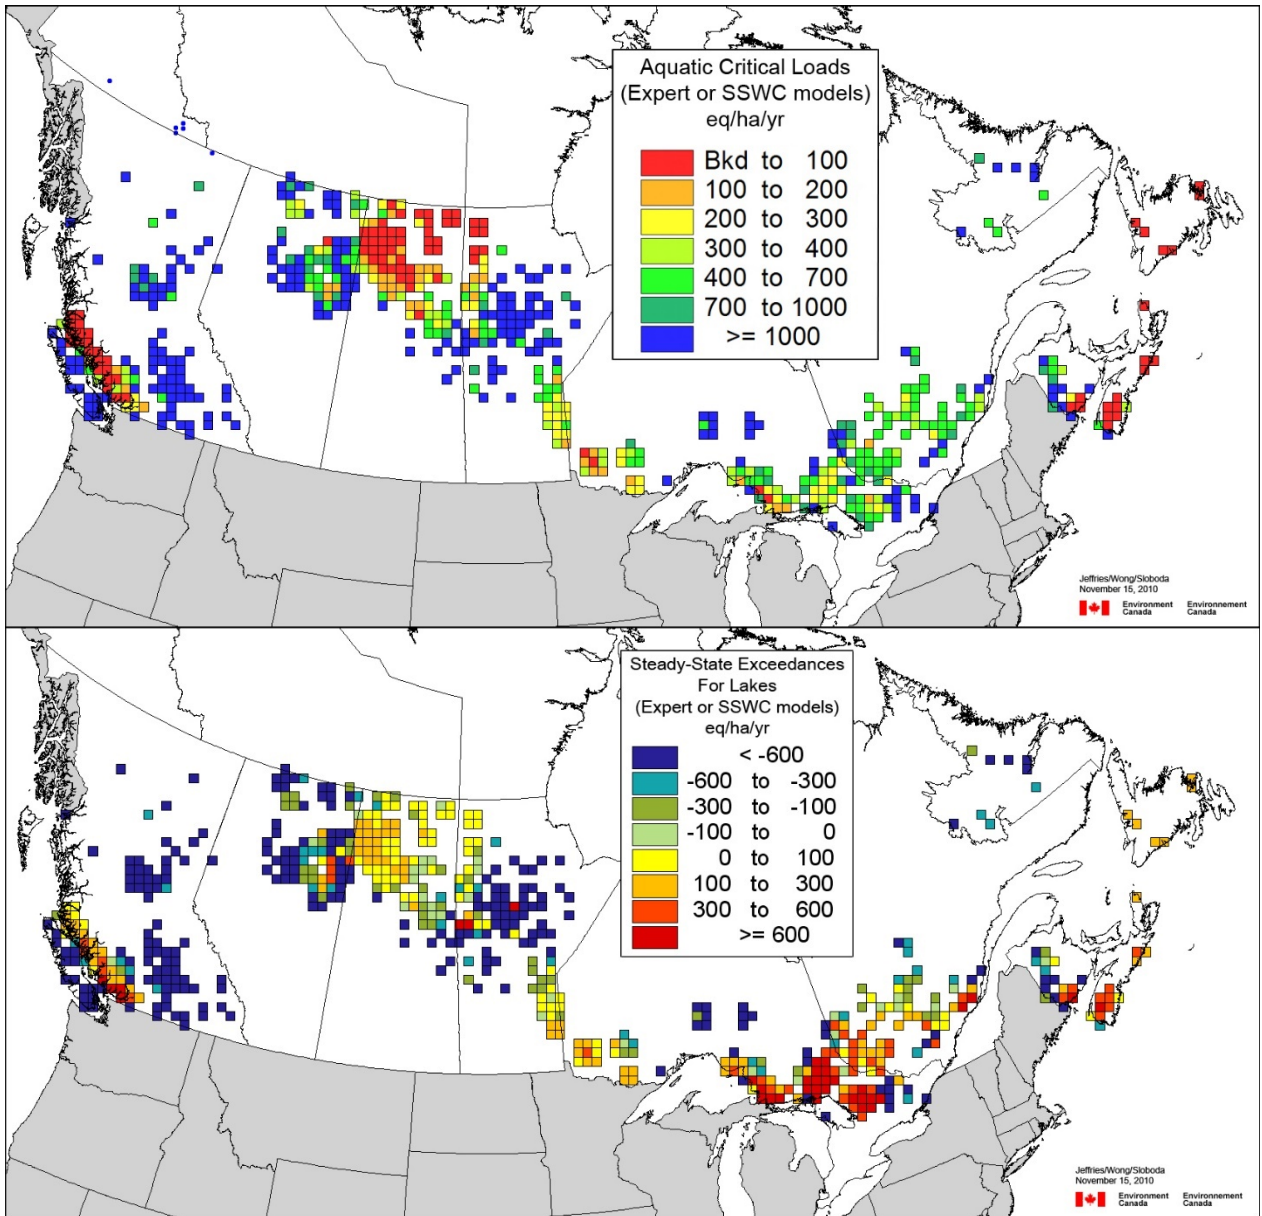 Aquatic Critical Loads
(Expert or SSWC models)
eq/ha/yr
Bkd to 100
100 to 200
200 to 300
300 to 400
400 to 700
700 to 1000
>= 1000
Jeffries/Wong/Sloboda
November 15, 2010
Environment Environnement
Canada Canada
Steady-State Exceedances
For Lakes
(Expert or SSWC models)
eq/ha/yr
< -600
-600 to -300
-300 to -100
-100 to 0
0 to 100
100 to 300
300 to 600
>= 600
Jeffries/Wong/Sloboda
November 15, 2010
Environment Environnement
Canada Canada